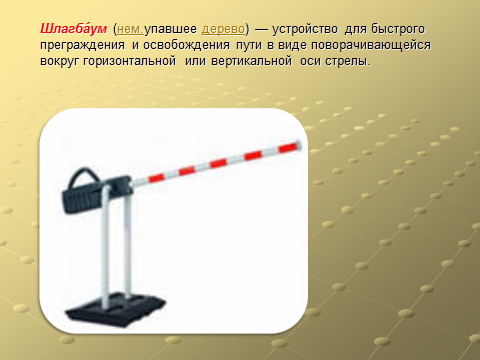 Шлагба́ум (нем.упавшее дерево) — устройство для быстрого
преграждения и освобождения пути в виде поворачивающейся
вокруг горизонтальной или вертикальной оси стрелы.